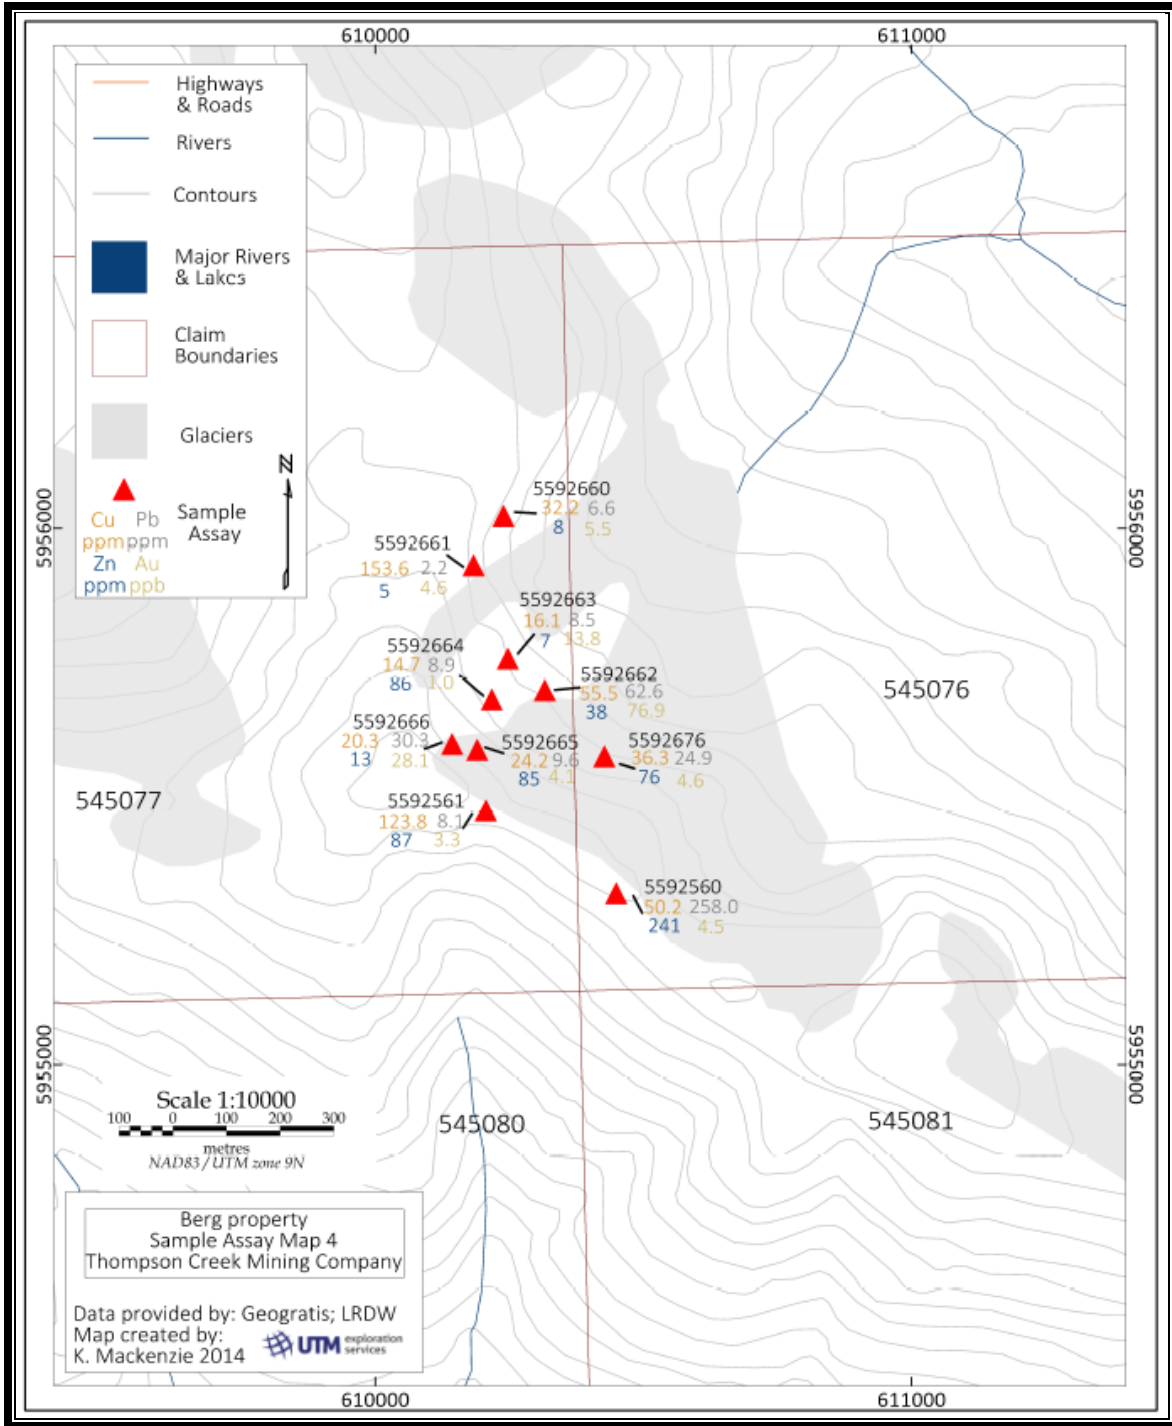 610000
611000
Highways
& Roads
Rivers
Contours
Major Rivers
& Lakes
Claim
Boundaries
Glaciers
N
Sample
Assay
Cu Pb
ppm ppm
Zn Au
ppm ppb
5956000
5956000
5592660
32.2 6.6
8 5.5
5592661
153.6 2.2
5 4.6
5592663
16.1 8.5
7 13.8
5592664
14.7 8.9
86 1.0
5592662
55.5 62.6
38 76.9
545076
5592666
20.3 30.3
13 28.1
5592665
24.2 9.6
85 4.1
5592676
36.3 24.9
76 4.6
545077
5592561
123.8 8.1
87 3.3
5592560
50.2 258.0
241 4.5
5955000
5955000
Scale 1:10000
100 0 100 200 300
metres
NAD83 / UTM zone 9N
545080
545081
Berg property
Sample Assay Map 4
Thompson Creek Mining Company
Data provided by: Geogratis; LRDW
Map created by:
K. Mackenzie 2014
UTM exploration services
610000
611000